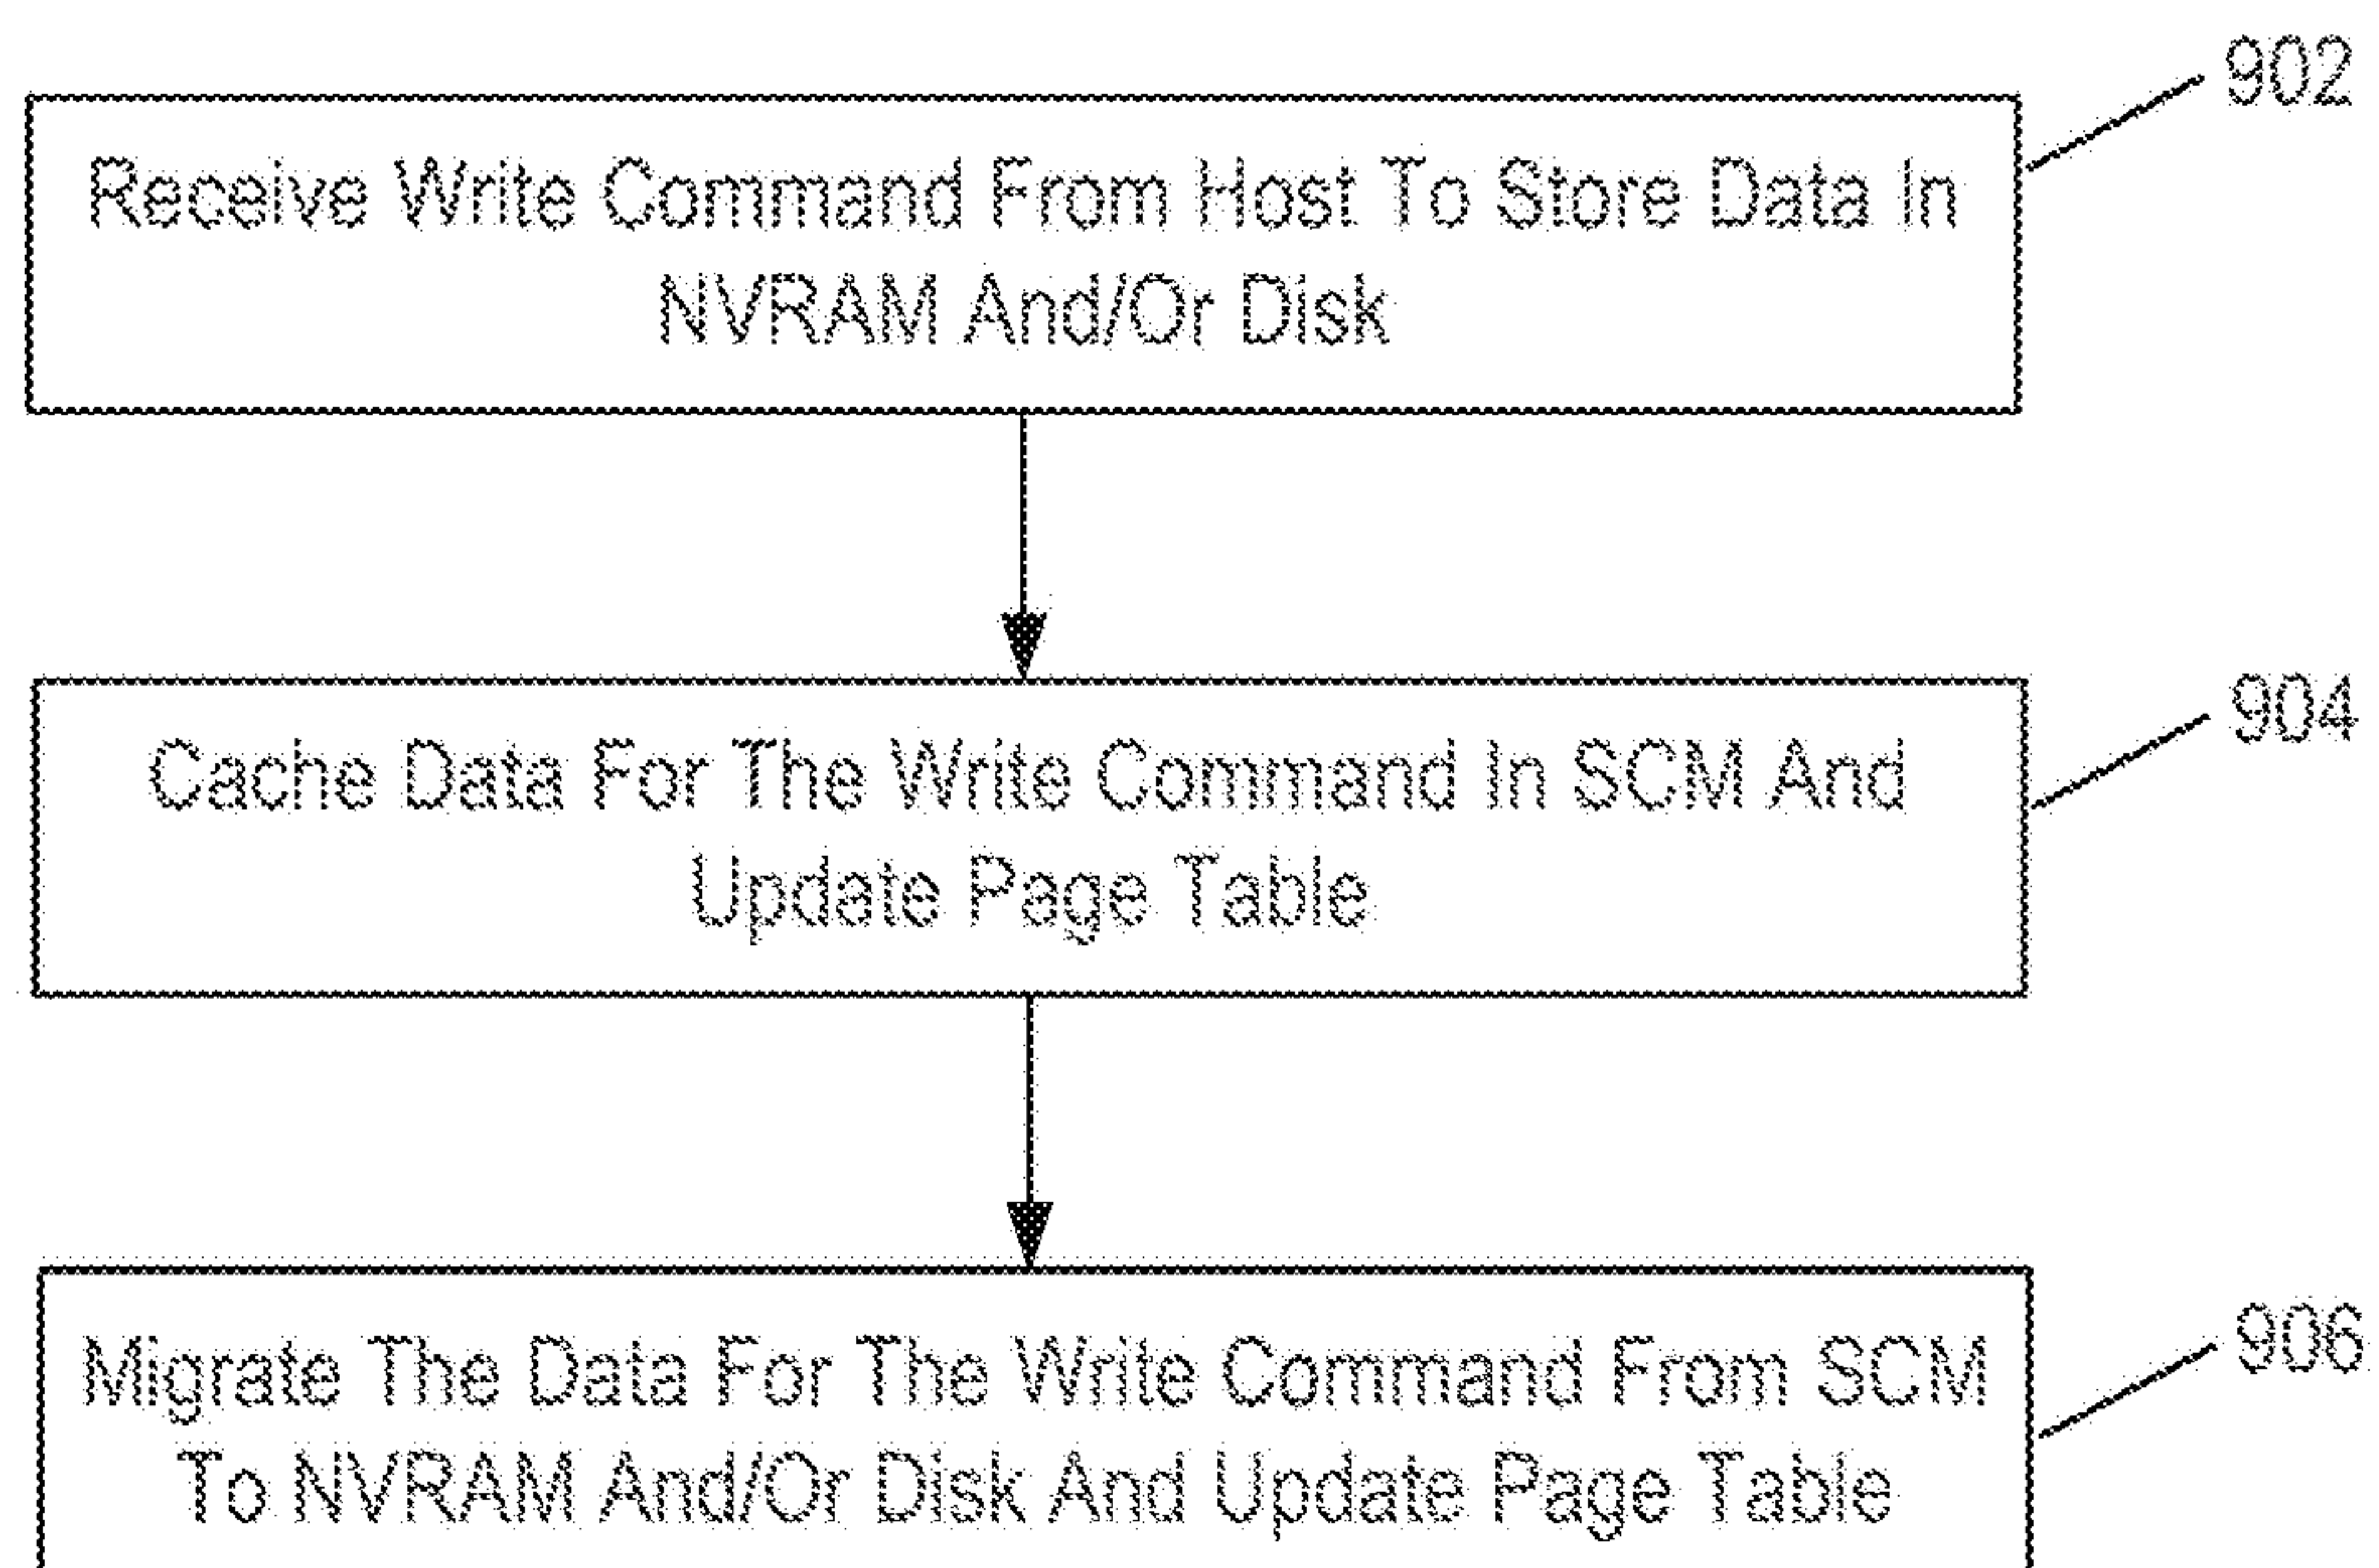 902
Receive Write Command From Host To Store Data In
NVRAM And/Or Disk
904
Cache Data For The Write Command In SCM And
Update Page Table
906
Migrate The Data For The Write Command From SCM
To NVRAM And/Or Disk And Update Page Table